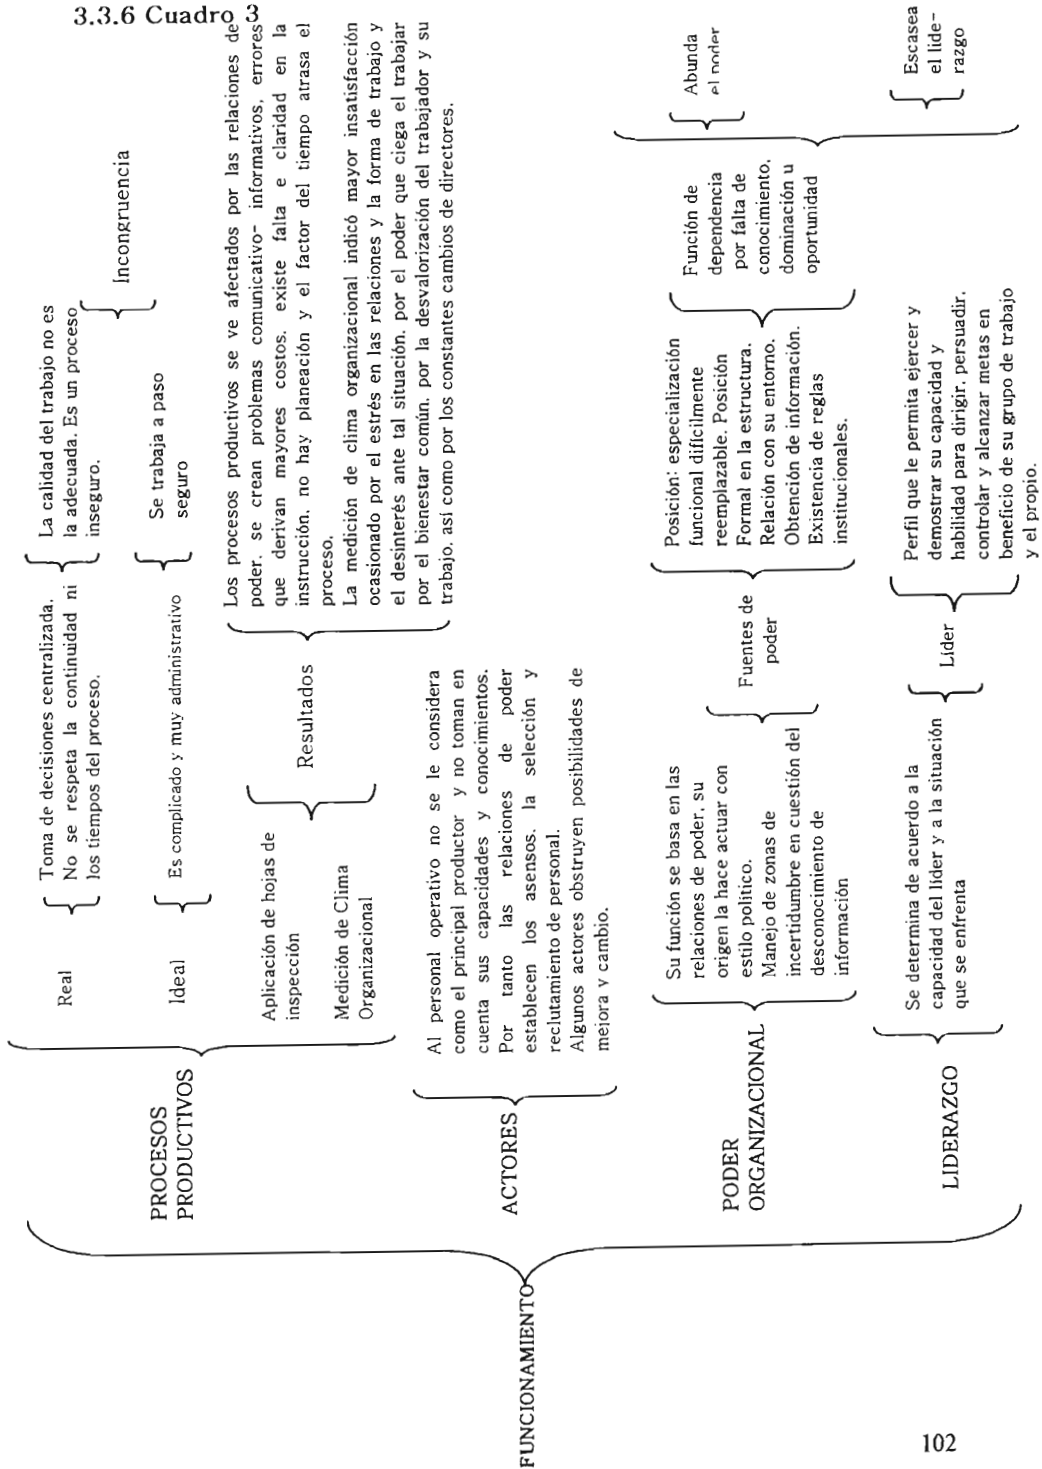 3.3.6 Cuadro 3
FUNCIONAMIENTO
PROCESOS
PRODUCTIVOS
Real
Toma de decisiones centralizada.
No se respeta la continuidad ni
los tiempos del proceso.
La calidad del trabajo no es
la adecuada. Es un proceso
inseguro.
Ideal
Es complicado y muy administrativo
Se trabaja a paso
seguro
Incongruencia
Aplicación de hojas de
inspección
Medición de Clima
Organizacional
Resultados
Los procesos productivos se ve afectados por las relaciones de
poder. se crean problemas comunicativo- informativos, errores
que derivan mayores costos. existe falta e claridad en la
instrucción. no hay planeación y el factor del tiempo atrasa el
proceso.
La medición de clima organizacional indicó mayor insatisfacción
ocasionado por el estrés en las relaciones y la forma de trabajo y
el desinterés ante tal situación. por el poder que ciega el trabajar
por el bienestar común. por la desvalorización del trabajador y su
trabajo. así como por los constantes cambios de directores.
ACTORES
Al personal operativo no se le considera
como el principal productor y no toman en
cuenta sus capacidades y conocimientos.
Por tanto las relaciones de poder
establecen los asensos. la selección y
reclutamiento de personal.
Algunos actores obstruyen posibilidades de
mejora y cambio.
PODER
ORGANIZACIONAL
Su función se basa en las
relaciones de poder. su
origen la hace actuar con
estilo político.
Manejo de zonas de
incertidumbre en cuestión del
desconocimiento de
información
Fuentes de
poder
Posición: especialización
funcional difícilmente
reemplazable. Posición
Formal en la estructura.
Relación con su entorno.
Obtención de información.
Existencia de reglas
institucionales.
Función de
dependencia
por falta de
conocimiento.
dominación u
oportunidad
Abunda
el poder
LIDERAZGO
Se determina de acuerdo a la
capacidad del líder y a la situación
que se enfrenta
Líder
Perfil que le permita ejercer y
demostrar su capacidad y
habilidad para dirigir. persuadir.
controlar y alcanzar metas en
beneficio de su grupo de trabajo
y el propio.
Escasea
el lide-
razgo
102